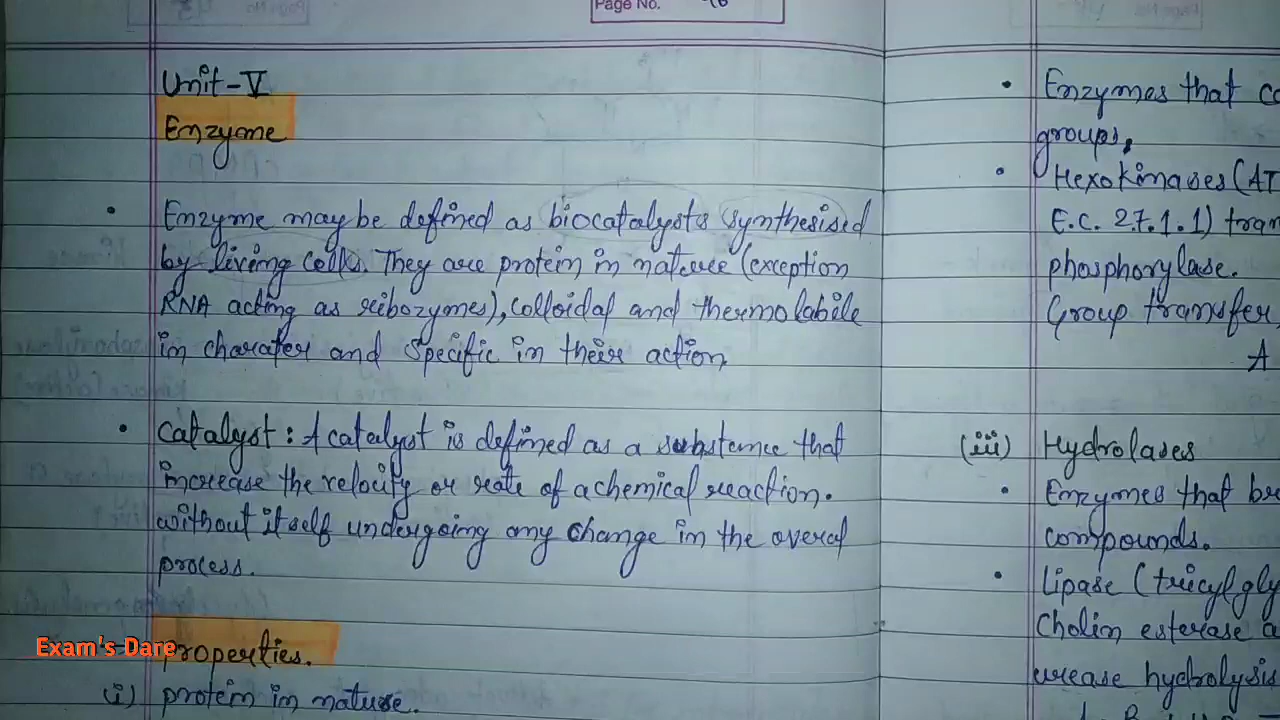 Page No.
Unit-V
Enzyme
• Enzyme may be defined as biocatalysts synthesised
by living cells. They are protein in nature (exception
RNA acting as ribozymes), colloidal and thermolabile
in charater and specific in their action,
• Catalyst: A catalyst is defined as a substance that
increase the velocity or rate of a chemical reaction.
without itself undergoing any change in the overal
process.
Exam's Dare
properties.
(i) protein in nature.
• Enzymes that
groups,
• Hexokinases (AT
E.C. 2.7.1.1)
phosphorylase.
Group transfer
A
(iii) Hydrolases
• Enzymes that
compounds.
• Lipase (
Cholin esterase
urease hydrolysis